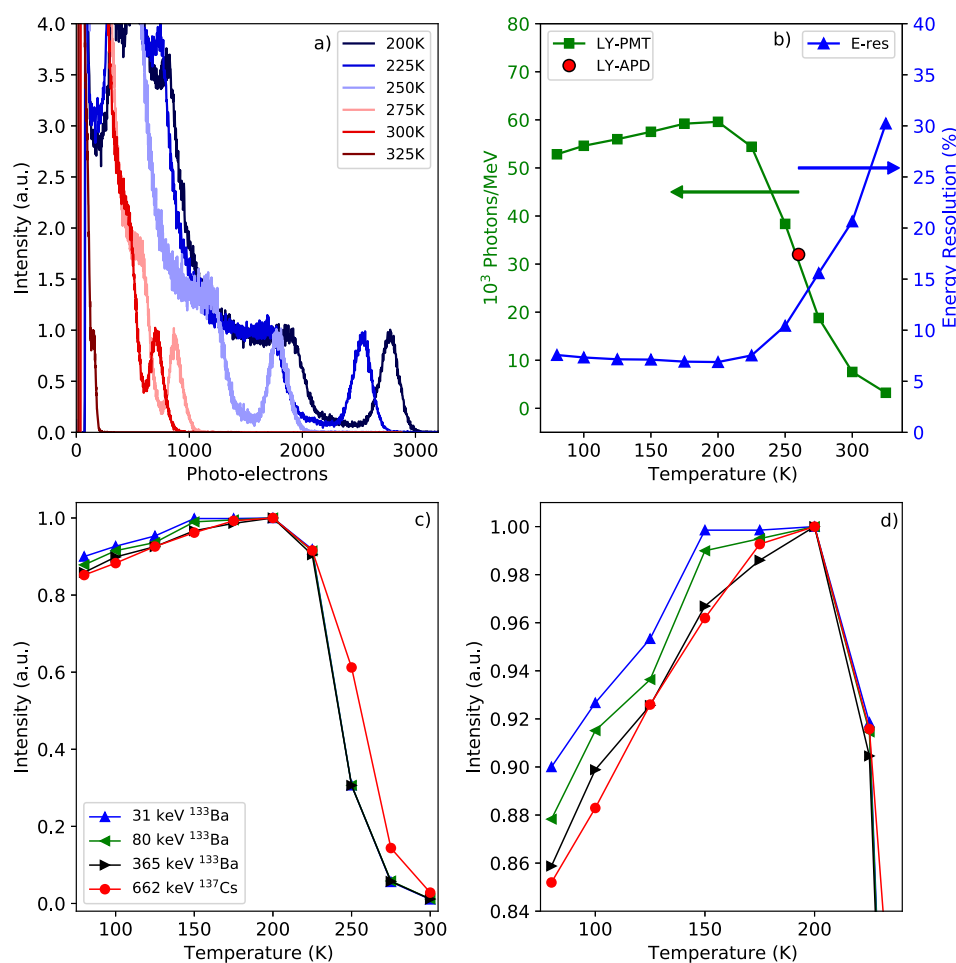 a)
200K
225K
250K
275K
300K
325K
4.0
3.5
3.0
2.5
2.0
1.5
1.0
0.5
0.0
Intensity (a.u.)
0 1000 2000 3000
Photo-electrons
b)
LY-PMT
LY-APD
E-res
80
70
60
50
40
30
20
10
0
10³ Photons/MeV
40
35
30
25
20
15
10
5
0
Energy Resolution (%)
100 150 200 250 300
Temperature (K)
c)
1.0
0.8
0.6
0.4
0.2
0.0
Intensity (a.u.)
31 keV ¹³³Ba
80 keV ¹³³Ba
365 keV ¹³³Ba
662 keV ¹³⁷Cs
100 150 200 250 300
Temperature (K)
d)
1.00
0.98
0.96
0.94
0.92
0.90
0.88
0.86
0.84
Intensity (a.u.)
100 150 200
Temperature (K)